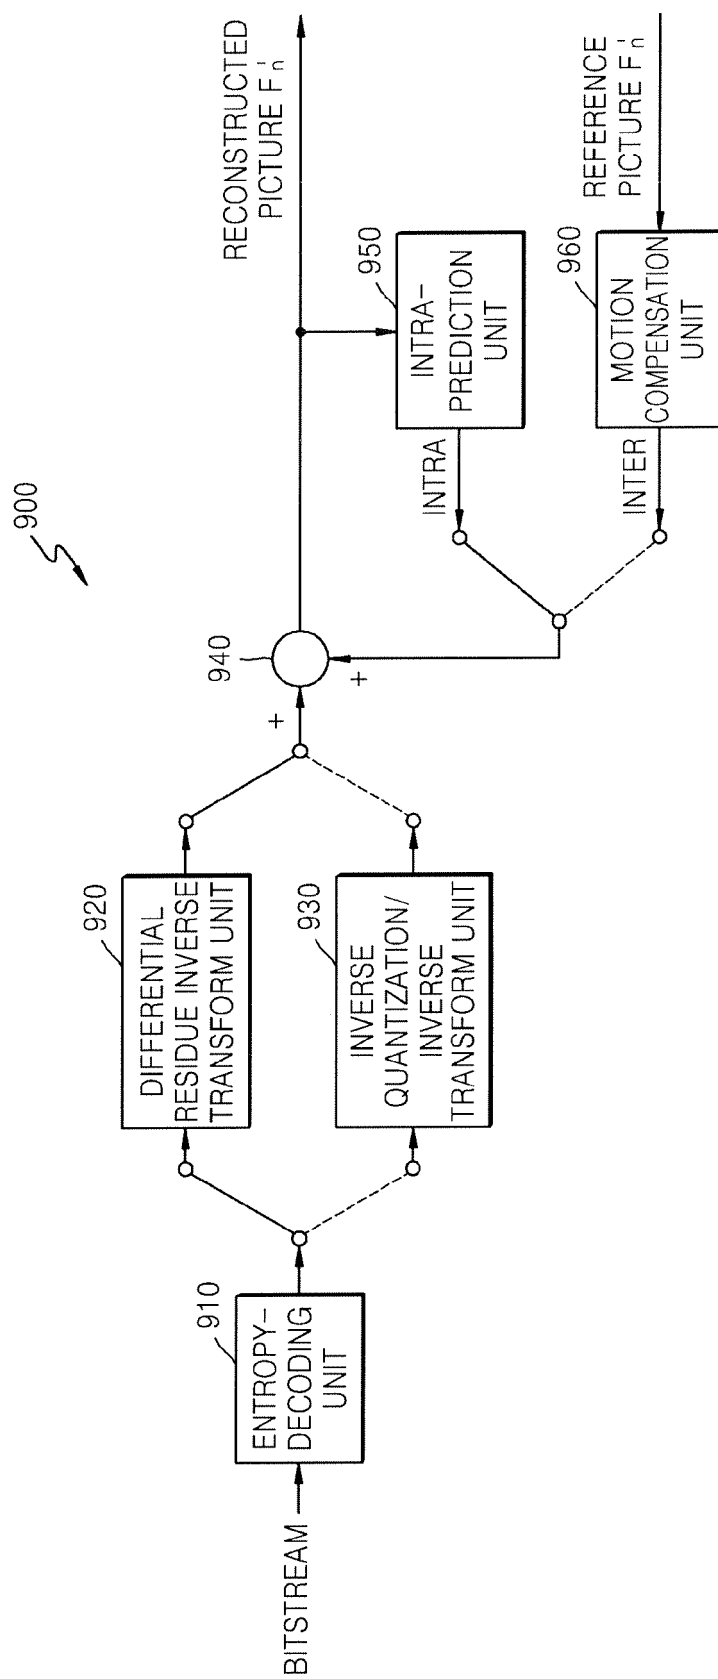 900
BITSTREAM
910
ENTROPY-
DECODING
UNIT
920
DIFFERENTIAL
RESIDUE INVERSE
TRANSFORM UNIT
930
INVERSE
QUANTIZATION/
INVERSE
TRANSFORM UNIT
+
940
+
RECONSTRUCTED
PICTURE F'n
INTRA
950
INTRA-
PREDICTION
UNIT
INTER
960
MOTION
COMPENSATION
UNIT
REFERENCE
PICTURE F'n